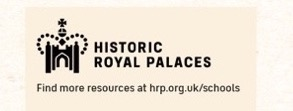 HISTORIC
ROYAL PALACES
Find more resources at hrp.org.uk/schools